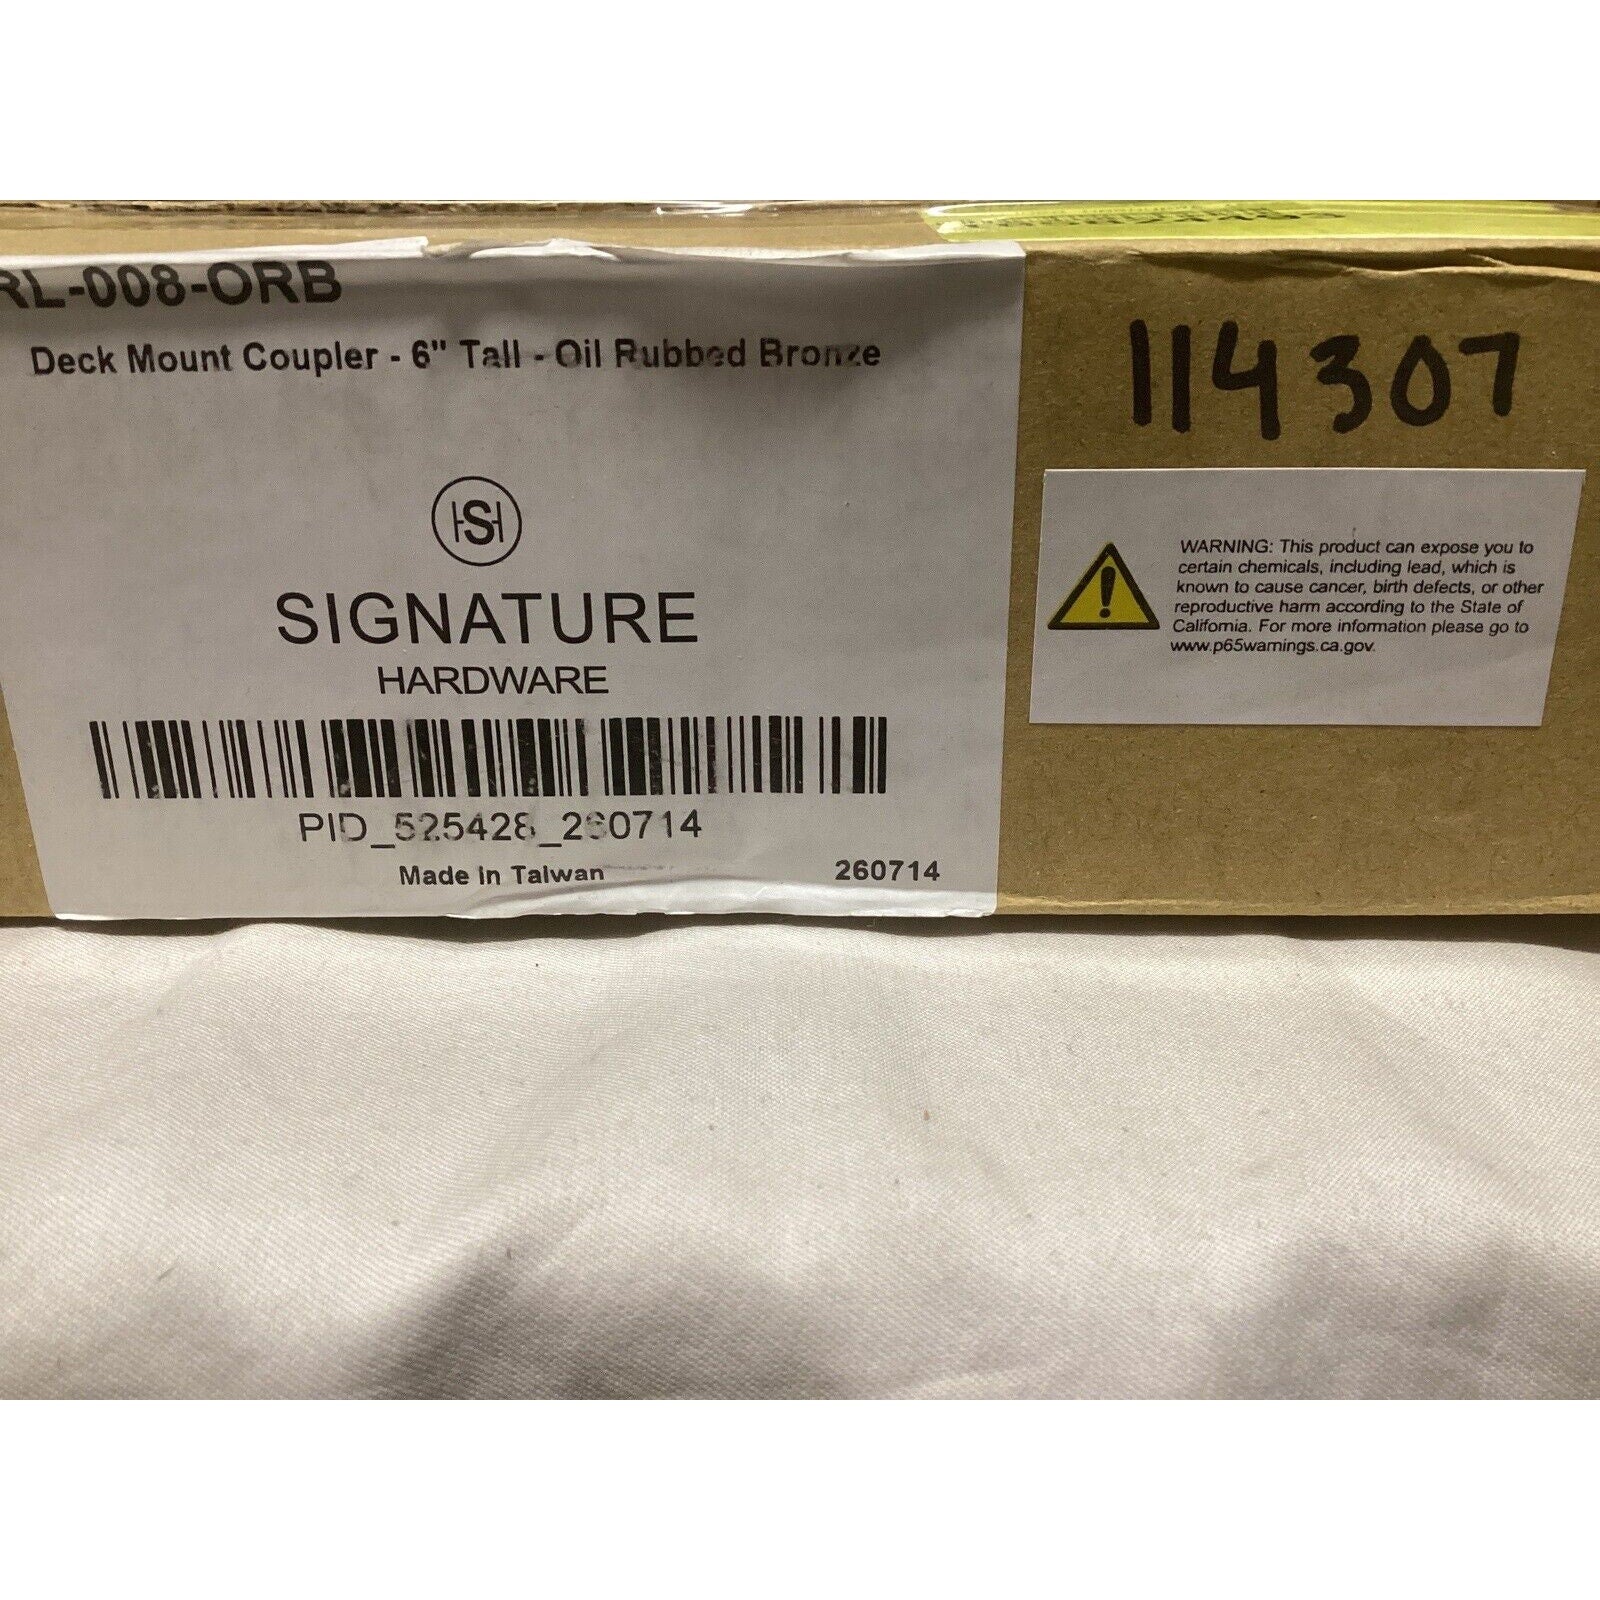 RL-008-ORB
Deck Mount Coupler - 6" Tall - Oil Rubbed Bronze
114307
HS
SIGNATURE
HARDWARE
WARNING: This product can expose you to
certain chemicals, including lead, which is
known to cause cancer, birth defects, or other
reproductive harm according to the State of
California. For more information please go to
www.p65warnings.ca.gov.
PID_525428_260714
Made in Taiwan
260714